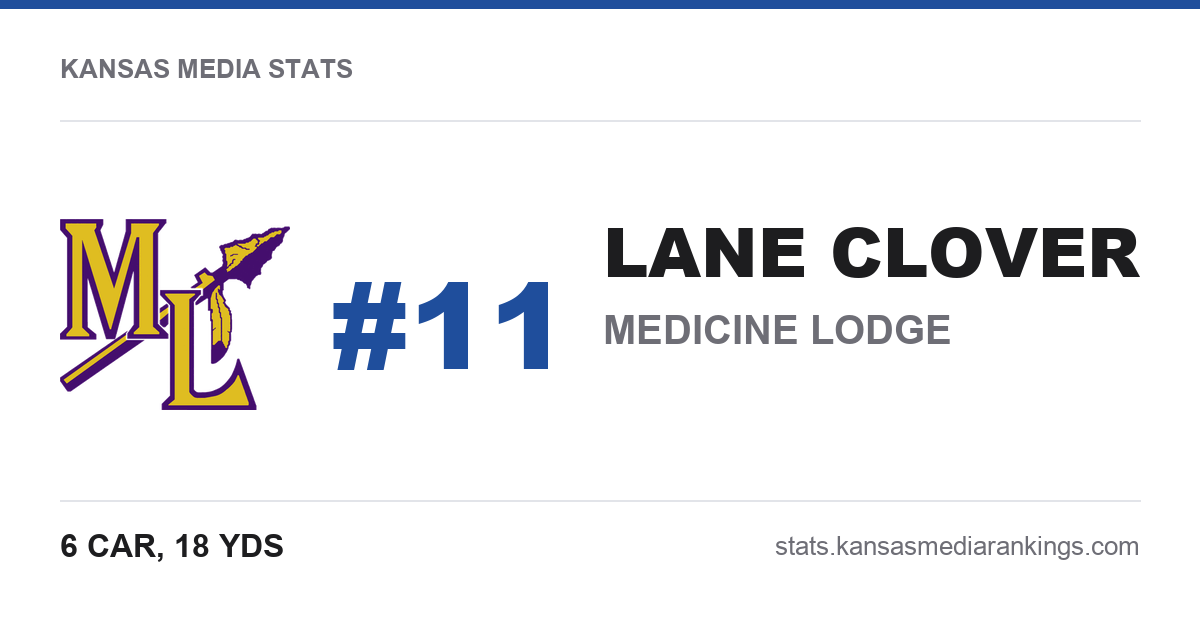 KANSAS MEDIA STATS
ML
#11
LANE CLOVER
MEDICINE LODGE
6 CAR, 18 YDS
stats.kansasmediarankings.com